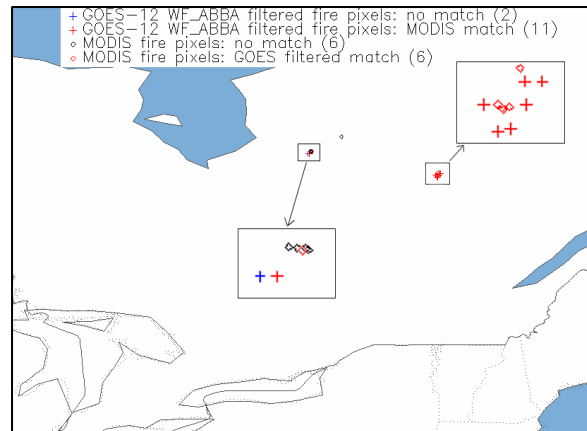 GOES-12 WF_ABBA filtered fire pixels: no match (2)
GOES-12 WF_ABBA filtered fire pixels: MODIS match (11)
MODIS fire pixels: no match (6)
MODIS fire pixels: GOES filtered match (6)